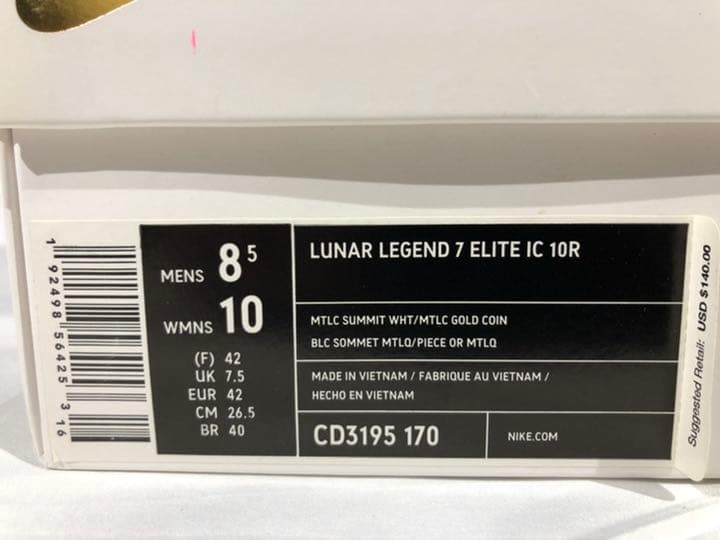 1 92498 56425 3 16
MENS 8 5
WMNS 10
(F) 42
UK 7.5
EUR 42
CM 26.5
BR 40
LUNAR LEGEND 7 ELITE IC 10R
MTLC SUMMIT WHT/MTLC GOLD COIN
BLC SOMMET MTLQ/PIECE OR MTLQ
MADE IN VIETNAM / FABRIQUE AU VIETNAM /
HECHO EN VIETNAM
CD3195 170
NIKE.COM
Suggested Retail: USD $140.00